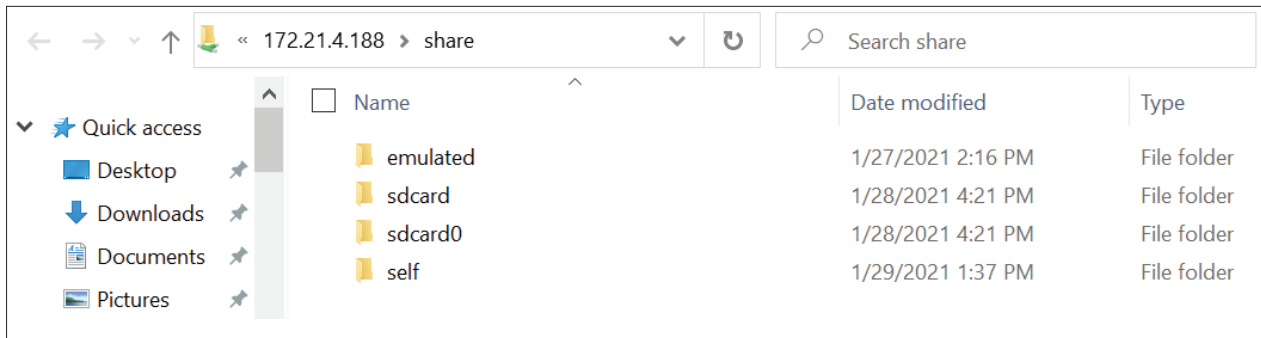 « 172.21.4.188 > share Search share
Name Date modified Type
Quick access
Desktop
Downloads
Documents
Pictures
emulated 1/27/2021 2:16 PM File folder
sdcard 1/28/2021 4:21 PM File folder
sdcard0 1/28/2021 4:21 PM File folder
self 1/29/2021 1:37 PM File folder